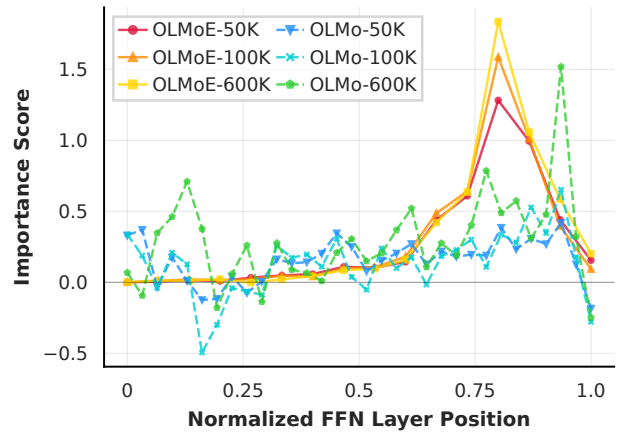 OLMoE-50K
OLMoE-100K
OLMoE-600K
OLMo-50K
OLMo-100K
OLMo-600K
Importance Score
1.5
1.0
0.5
0.0
−0.5
0
0.25
0.5
0.75
1.0
Normalized FFN Layer Position